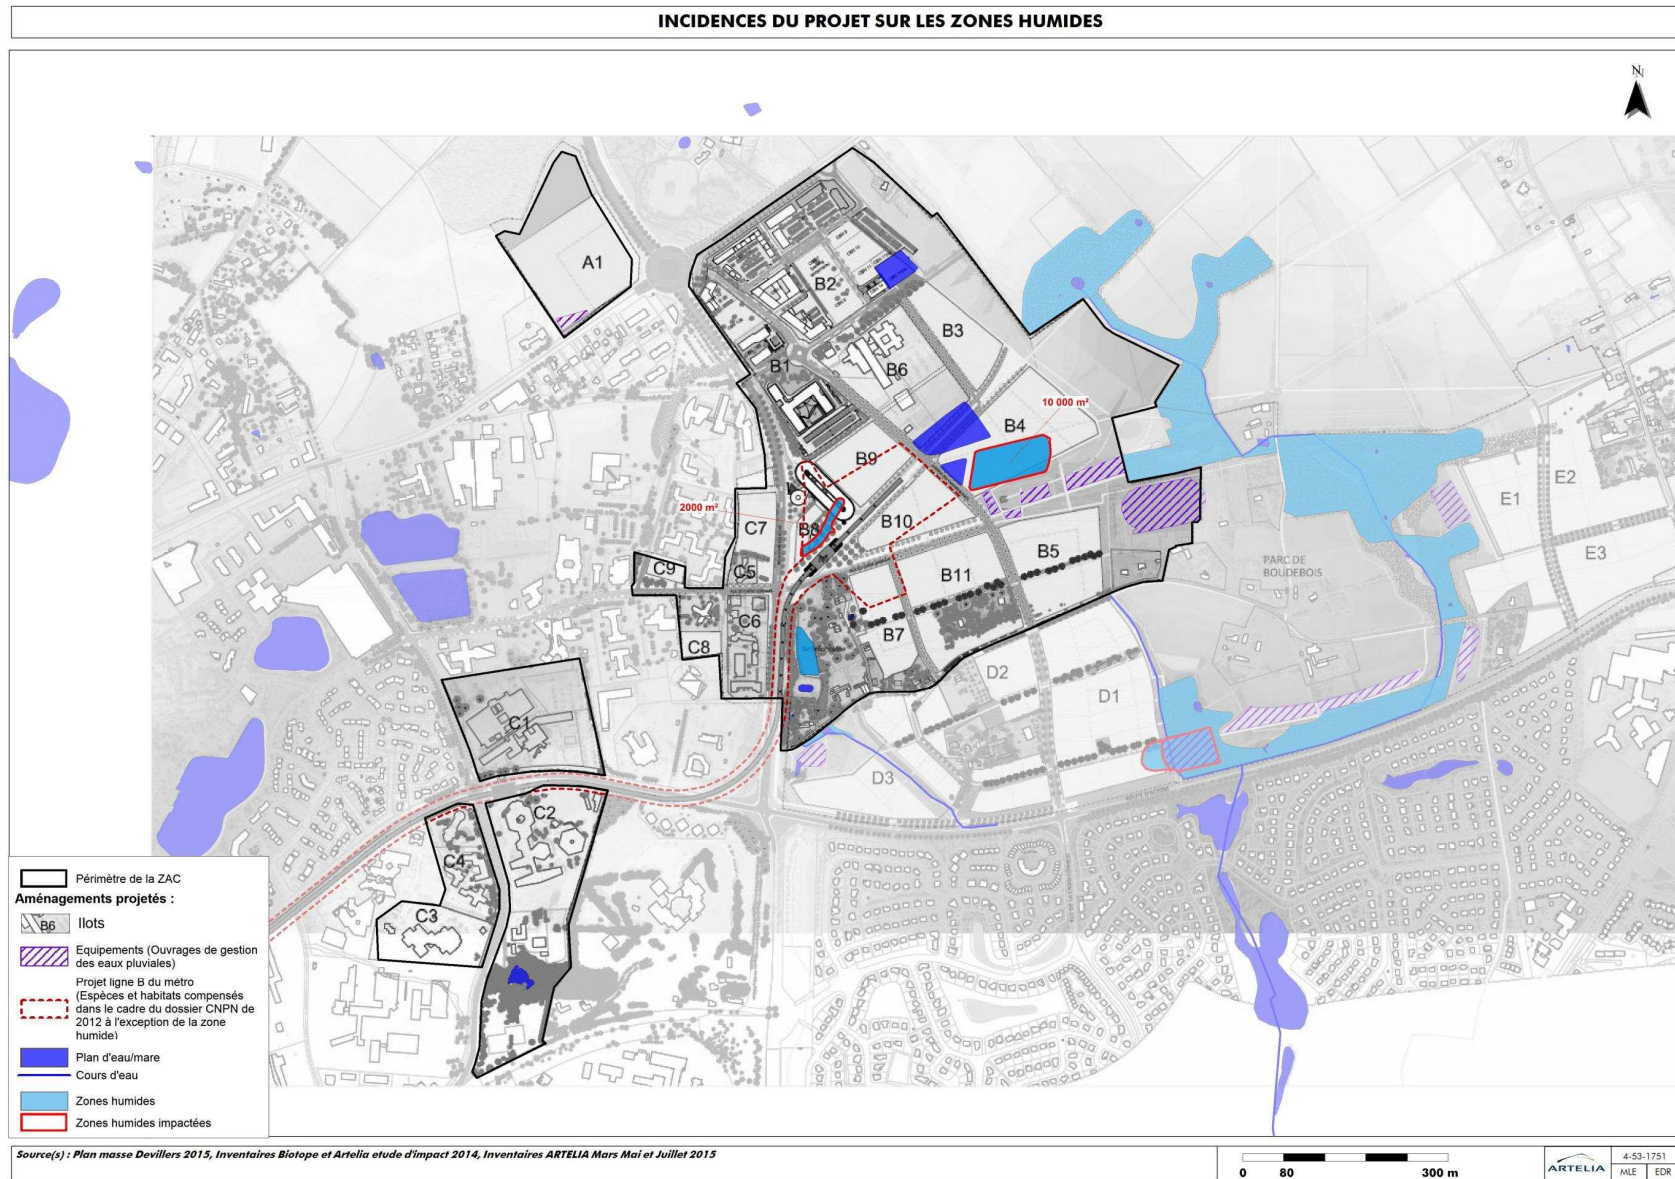 INCIDENCES DU PROJET SUR LES ZONES HUMIDES
N
A1
B2
B3
B1
B6
10 000 m²
B4
B9
E2
E1
2000 m²
B8
C7
B10
B5
E3
C9
C5
B11
PARC DE
BOUDEBOIS
C6
B7
C8
D2
D1
C1
D3
C2
C4
C3
Périmètre de la ZAC
Aménagements projetés :
B6 Ilots
Equipements (Ouvrages de gestion
des eaux pluviales)
Projet ligne B du métro
(Espèces et habitats compensés
dans le cadre du dossier CNPN de
2012 à l'exception de la zone
humide)
Plan d'eau/mare
Cours d'eau
Zones humides
Zones humides impactées
Source(s) : Plan masse Devillers 2015, Inventaires Biotope et Artelia etude d'impact 2014, Inventaires ARTELIA Mars Mai et Juillet 2015
0 80 300 m
ARTELIA
4-53-1751
MLE EDR